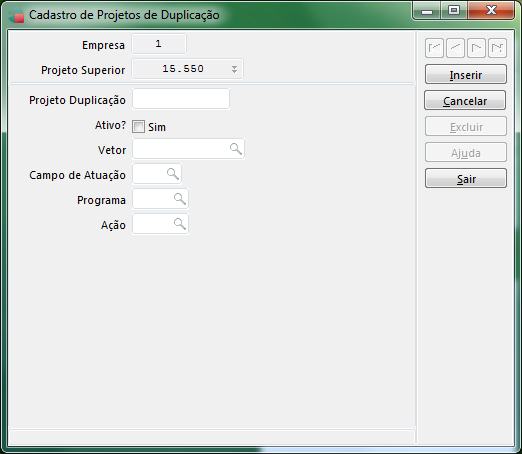 Cadastro de Projetos de Duplicação
Empresa 1
Projeto Superior 15.550
Projeto Duplicação
Ativo? Sim
Vetor
Campo de Atuação
Programa
Ação
Inserir
Cancelar
Excluir
Ajuda
Sair